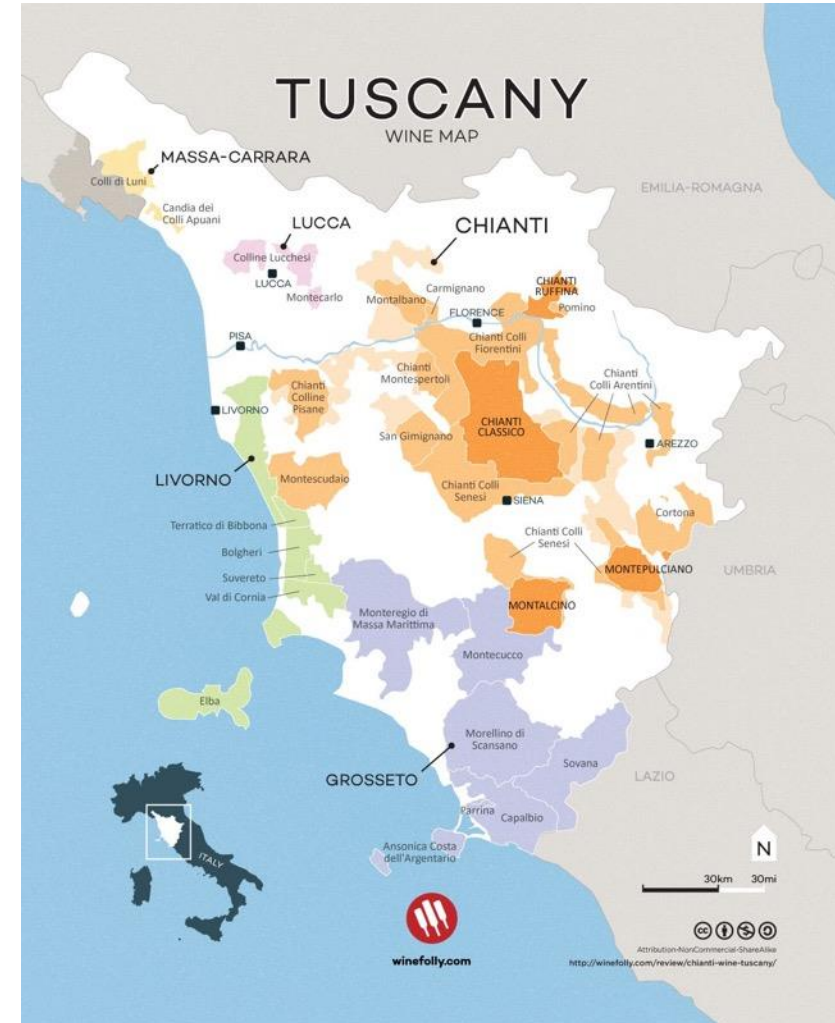 TUSCANY
WINE MAP
MASSA-CARRARA
Colli di Luni
EMILIA-ROMAGNA
Candia dei
Colli Apuani
LUCCA
CHIANTI
Colline Lucchesi
LUCCA
CHIANTI
RUFFINA
Carmignano
Montecarlo
Montalbano
Pomino
FLORENCE
PISA
Chianti Colli
Fiorentini
Chianti
Montespertoli
Chianti
Colli Arentini
Chianti
Colline
Pisane
LIVORNO
CHIANTI
CLASSICO
San Gimignano
AREZZO
LIVORNO
Montescudaio
Chianti Colli
Senesi
SIENA
Cortona
Terratico di Bibbona
Chianti Colli
Senesi
Bolgheri
MONTEPULCIANO
UMBRIA
Suvereto
Val di Cornia
MONTALCINO
Monteregio di
Massa Marittima
Montecucco
Elba
Morellino di
Scansano
Sovana
GROSSETO
LAZIO
Parrina
Capalbio
Ansonica Costa
dell'Argentario
ITALY
N
30km 30mi
winefolly.com
cc
Attribution-NonCommercial-ShareAlike
http://winefolly.com/review/chianti-wine-tuscany/